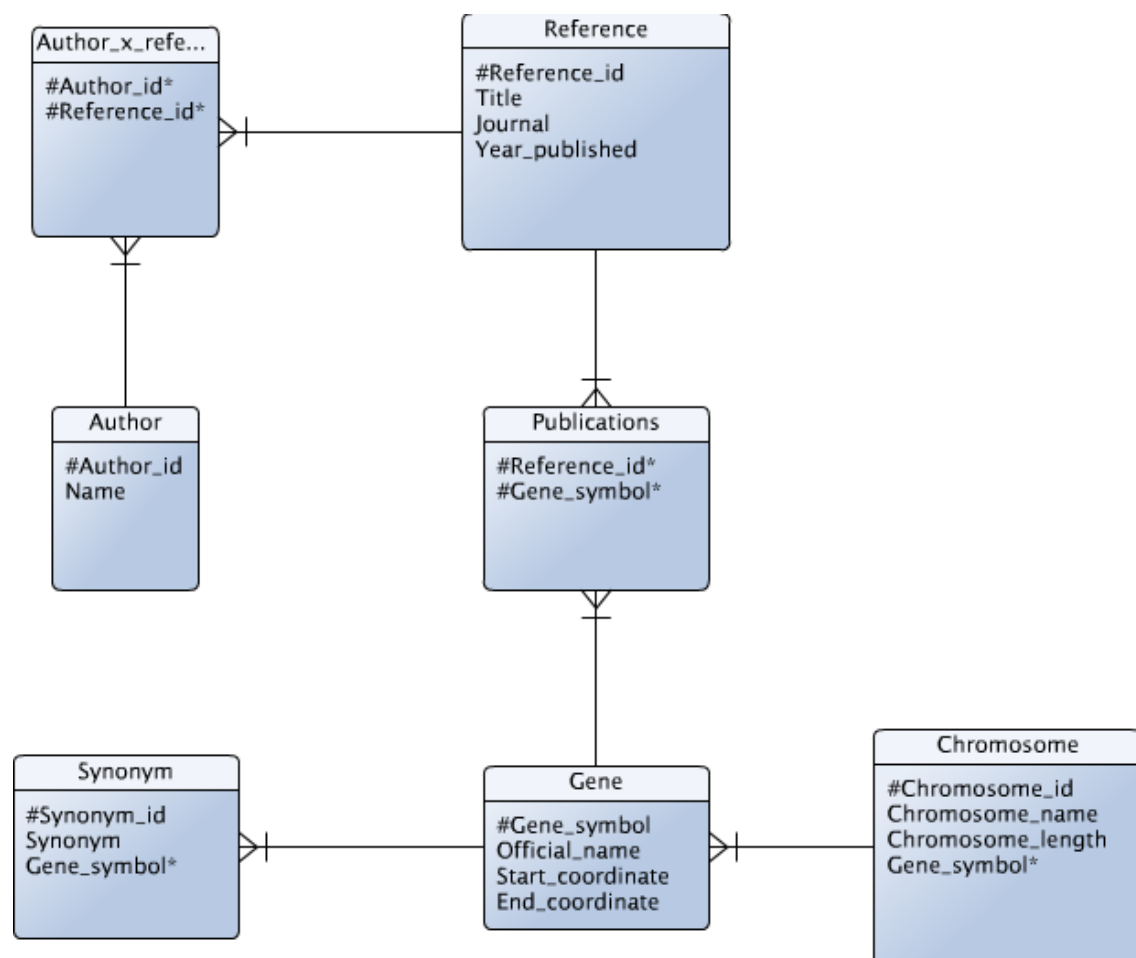 Author_x_refe...
#Author_id*
#Reference_id*
Reference
#Reference_id
Title
Journal
Year_published
Author
#Author_id
Name
Publications
#Reference_id*
#Gene_symbol*
Synonym
#Synonym_id
Synonym
Gene_symbol*
Gene
#Gene_symbol
Official_name
Start_coordinate
End_coordinate
Chromosome
#Chromosome_id
Chromosome_name
Chromosome_length
Gene_symbol*